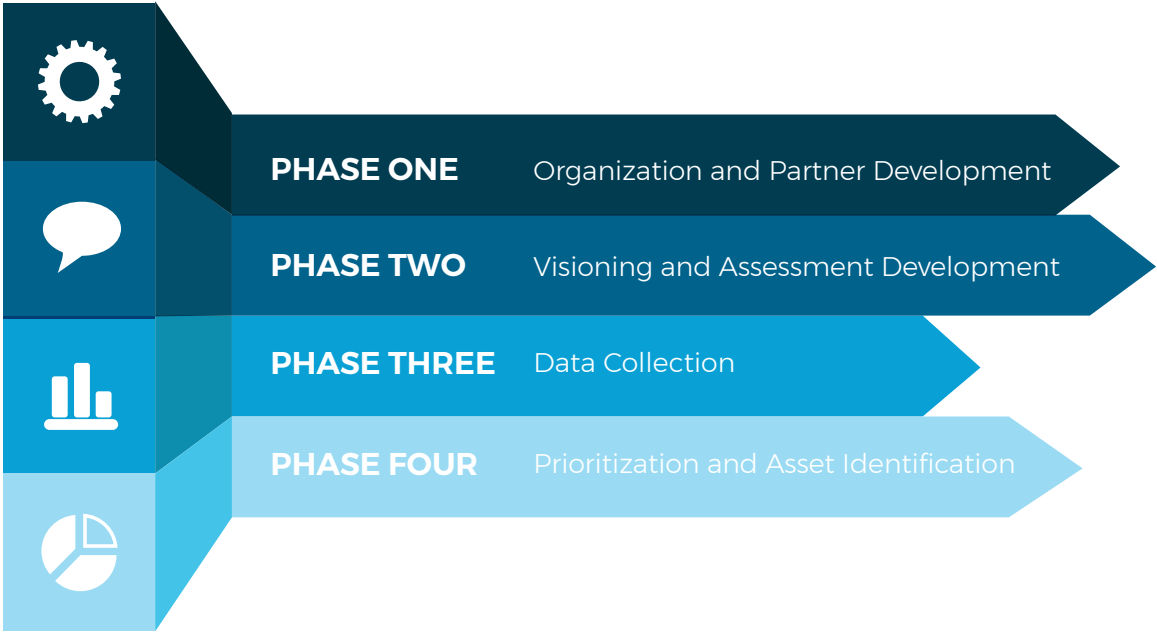 PHASE ONE Organization and Partner Development
PHASE TWO Visioning and Assessment Development
PHASE THREE Data Collection
PHASE FOUR Prioritization and Asset Identification